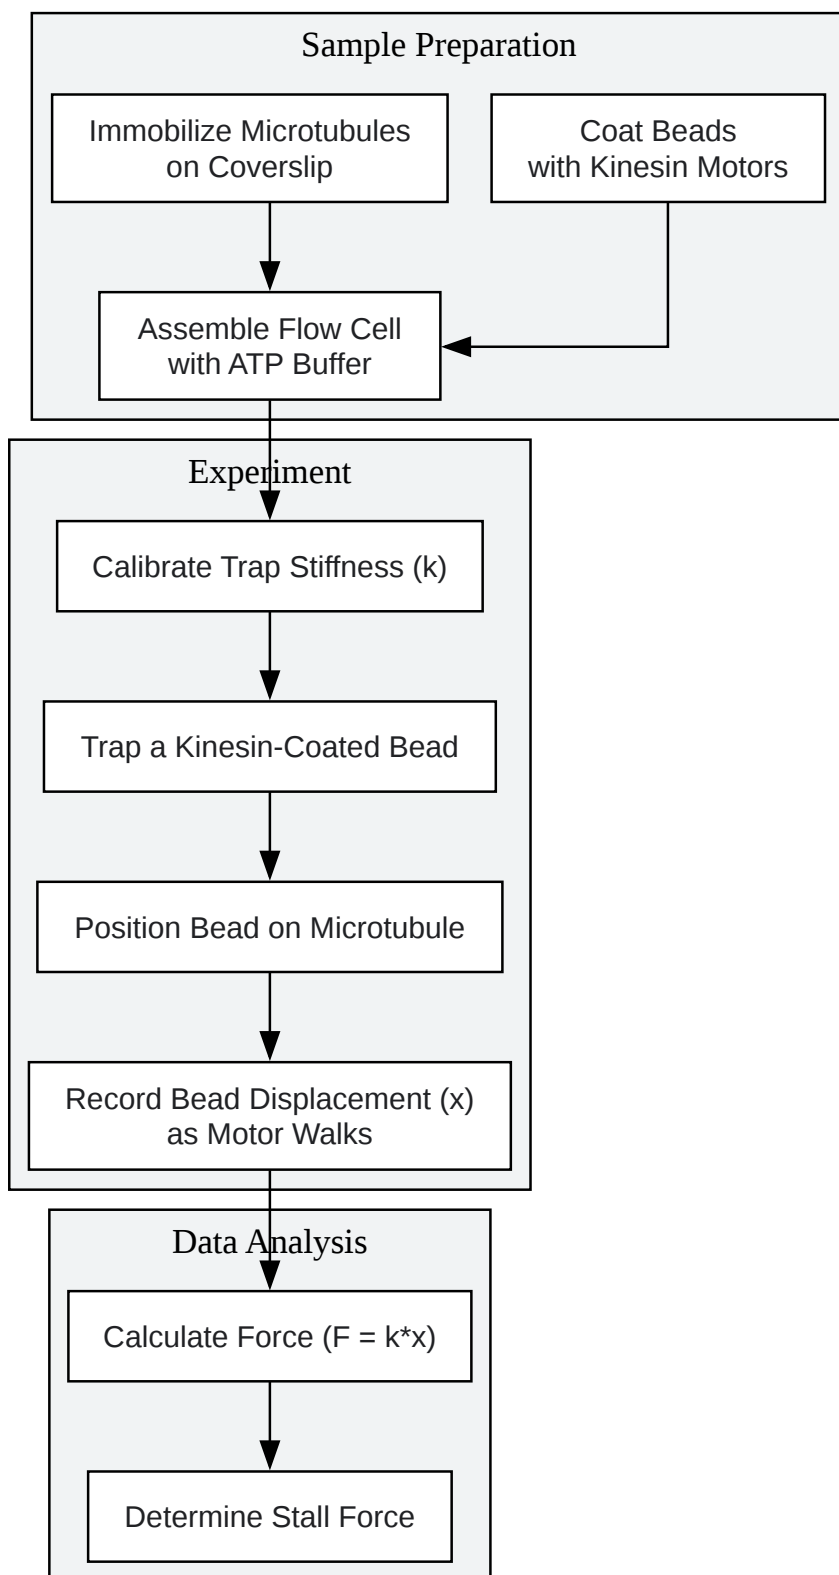 Sample Preparation
Immobilize Microtubules
on Coverslip
Coat Beads
with Kinesin Motors
Assemble Flow Cell
with ATP Buffer
Experiment
Calibrate Trap Stiffness (k)
Trap a Kinesin-Coated Bead
Position Bead on Microtubule
Record Bead Displacement (x)
as Motor Walks
Data Analysis
Calculate Force (F = k*x)
Determine Stall Force